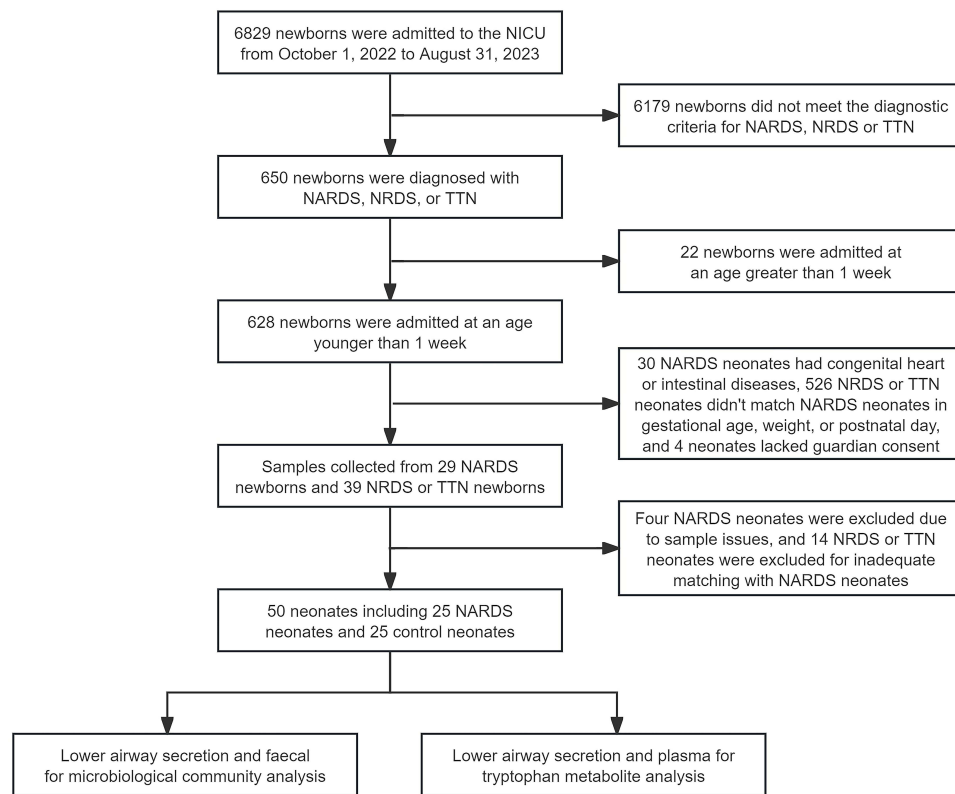 6829 newborns were admitted to the NICU
from October 1, 2022 to August 31, 2023
6179 newborns did not meet the diagnostic
criteria for NARDS, NRDS or TTN
650 newborns were diagnosed with
NARDS, NRDS, or TTN
22 newborns were admitted at
an age greater than 1 week
628 newborns were admitted at an age
younger than 1 week
30 NARDS neonates had congenital heart
or intestinal diseases, 526 NRDS or TTN
neonates didn't match NARDS neonates in
gestational age, weight, or postnatal day,
and 4 neonates lacked guardian consent
Samples collected from 29 NARDS
newborns and 39 NRDS or TTN newborns
Four NARDS neonates were excluded due
to sample issues, and 14 NRDS or TTN
neonates were excluded for inadequate
matching with NARDS neonates
50 neonates including 25 NARDS
neonates and 25 control neonates
Lower airway secretion and faecal
for microbiological community analysis
Lower airway secretion and plasma for
tryptophan metabolite analysis